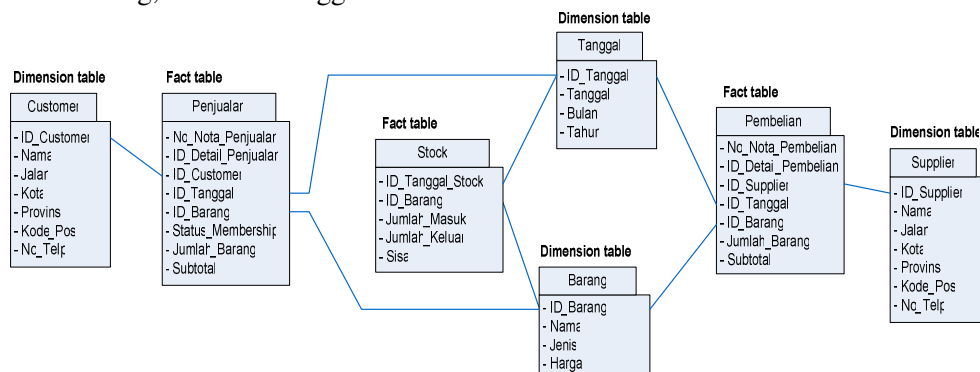 Dimension table
Tanggal
- ID_Tanggal
- Tanggal
- Bulan
- Tahun
Dimension table
Customer
- ID_Customer
- Nama
- Jalan
- Kota
- Provinsi
- Kode_Pos
- No_Telp
Fact table
Penjualan
- No_Nota_Penjualan
- ID_Detail_Penjualan
- ID_Customer
- ID_Tanggal
- ID_Barang
- Status_Membership
- Jumlah_Barang
- Subtotal
Fact table
Stock
- ID_Tanggal_Stock
- ID_Barang
- Jumlah_Masuk
- Jumlah_Keluar
- Sisa
Dimension table
Barang
- ID_Barang
- Nama
- Jenis
- Harga
Fact table
Pembelian
- No_Nota_Pembelian
- ID_Detail_Pembelian
- ID_Supplier
- ID_Tanggal
- ID_Barang
- Jumlah_Barang
- Subtotal
Dimension table
Supplier
- ID_Supplier
- Nama
- Jalan
- Kota
- Provinsi
- Kode_Pos
- No_Telp